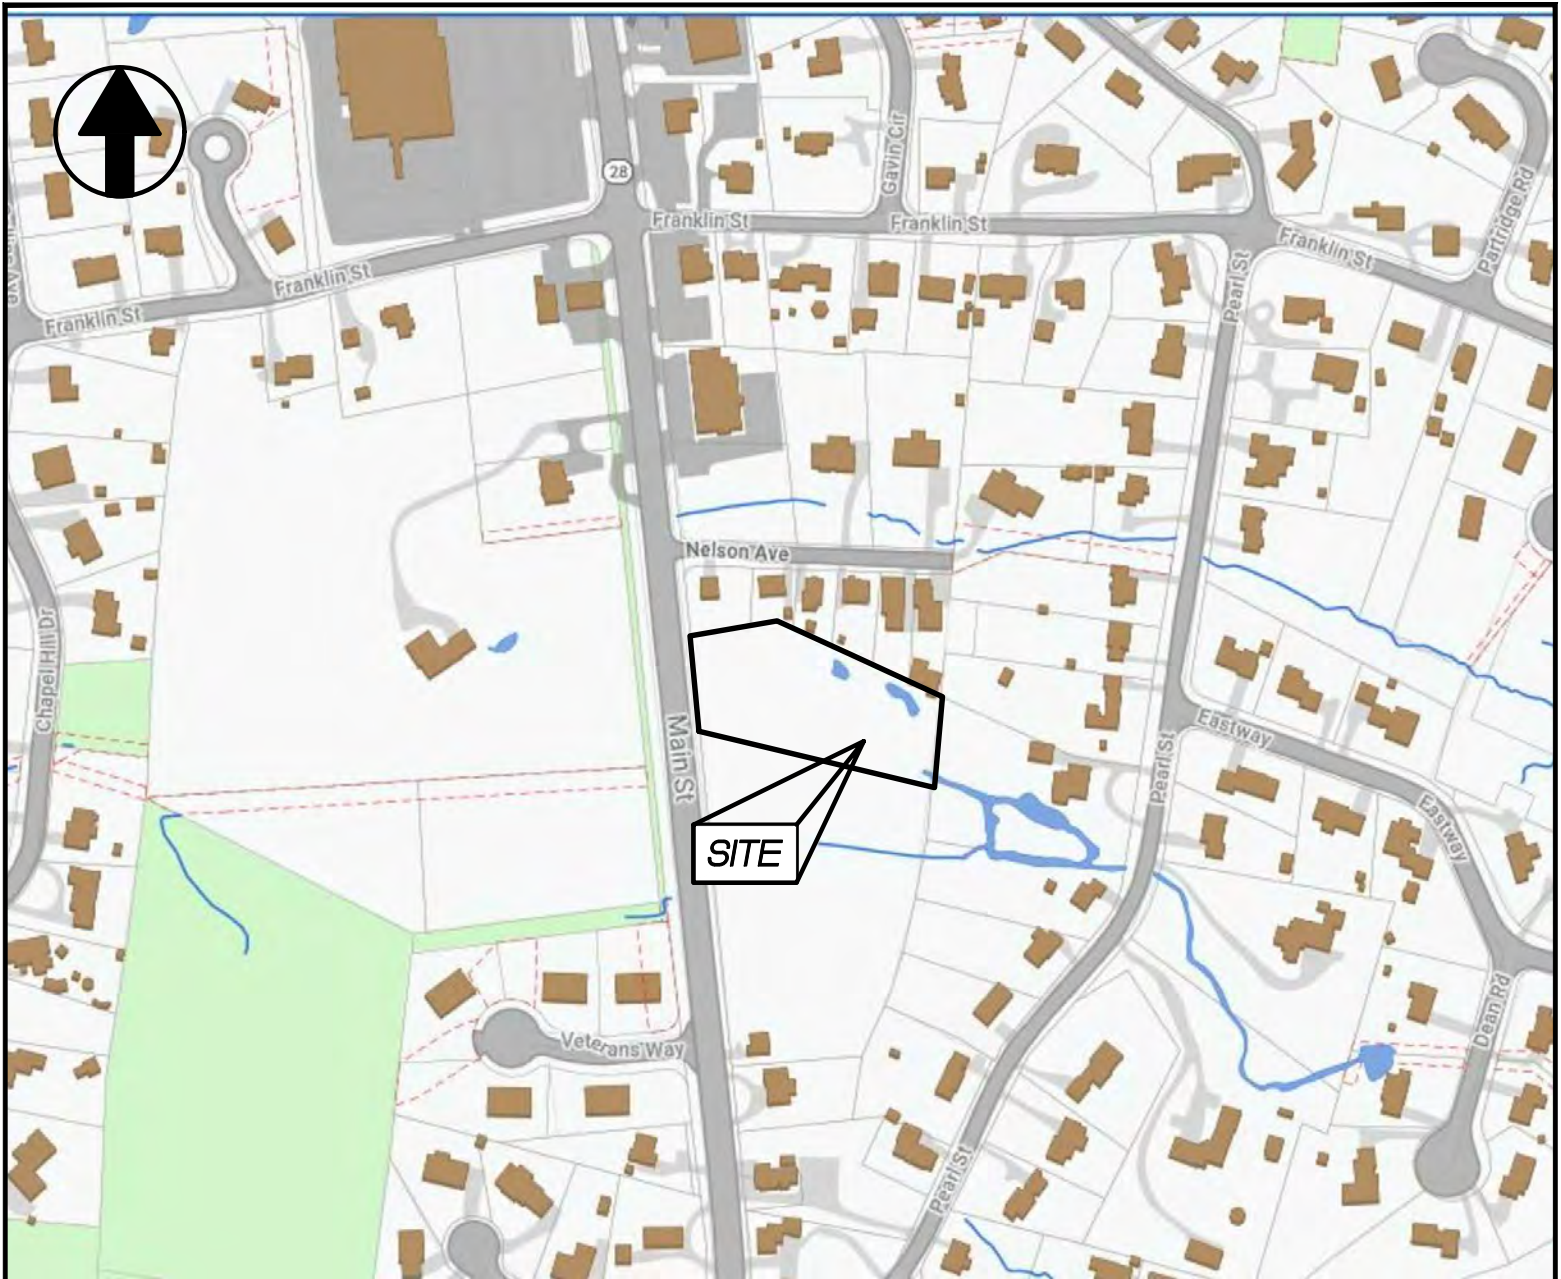 28
Gavin Cir
Franklin St
Franklin St
Franklin St
Partridge Rd
Franklin St
Franklin St
Pearl St
Nelson Ave
Chapel Hill Dr
Main St
Eastway
Pearl St
Eastway
SITE
Dean Rd
Veterans Way
Pearl St